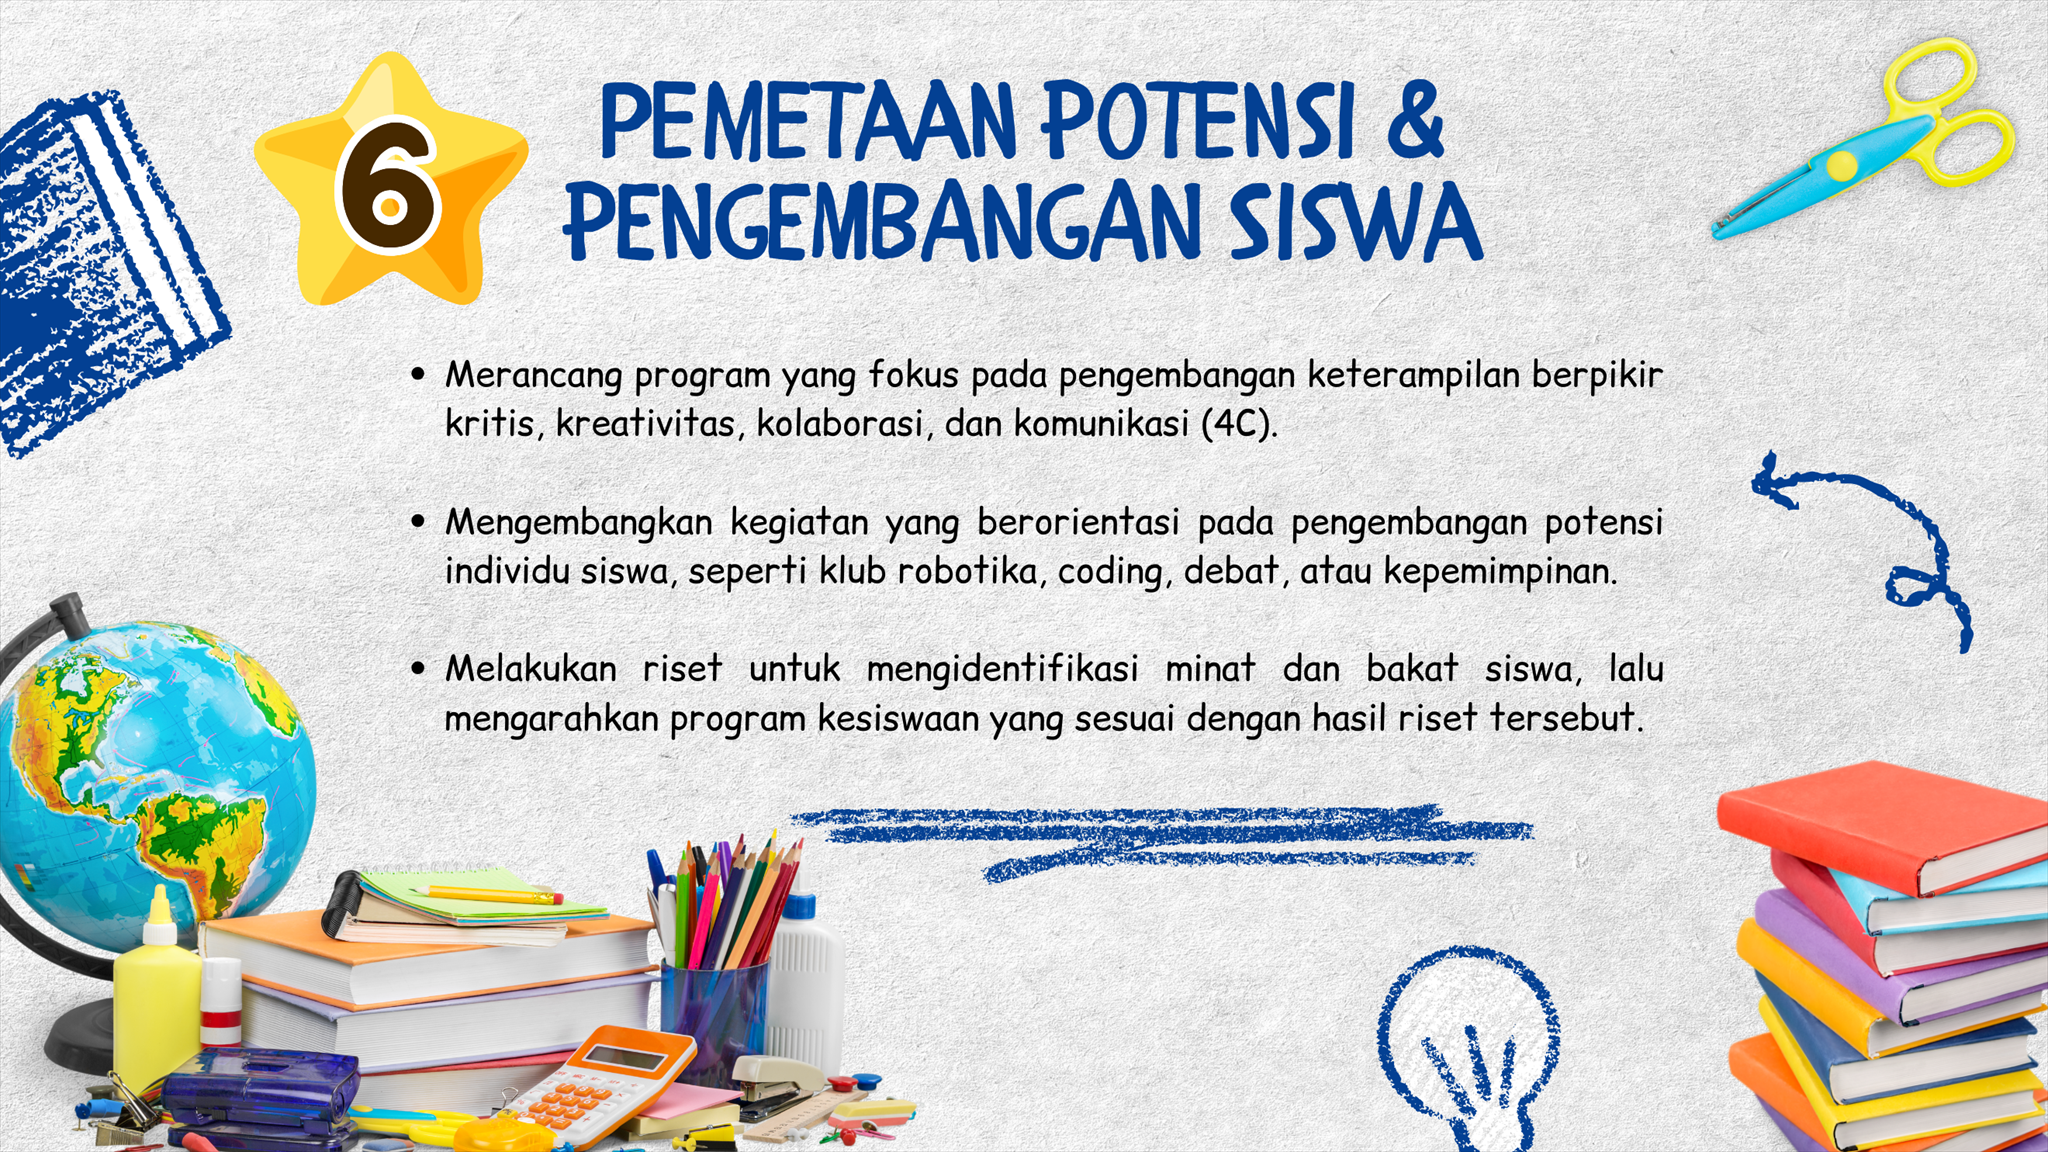 6
PEMETAAN POTENSI &
PENGEMBANGAN SISWA
• Merancang program yang fokus pada pengembangan keterampilan berpikir
kritis, kreativitas, kolaborasi, dan komunikasi (4C).
• Mengembangkan kegiatan yang berorientasi pada pengembangan potensi
individu siswa, seperti klub robotika, coding, debat, atau kepemimpinan.
• Melakukan riset untuk mengidentifikasi minat dan bakat siswa, lalu
mengarahkan program kesiswaan yang sesuai dengan hasil riset tersebut.